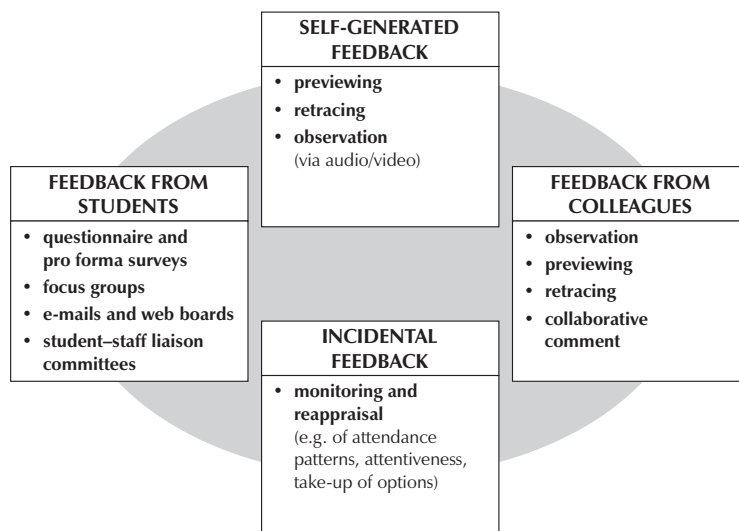 SELF-GENERATED
FEEDBACK
• previewing
• retracing
• observation
(via audio/video)
FEEDBACK FROM
STUDENTS
• questionnaire and
pro forma surveys
• focus groups
• e-mails and web boards
• student–staff liaison
committees
FEEDBACK FROM
COLLEAGUES
• observation
• previewing
• retracing
• collaborative
comment
INCIDENTAL
FEEDBACK
• monitoring and
reappraisal
(e.g. of attendance
patterns, attentiveness,
take-up of options)